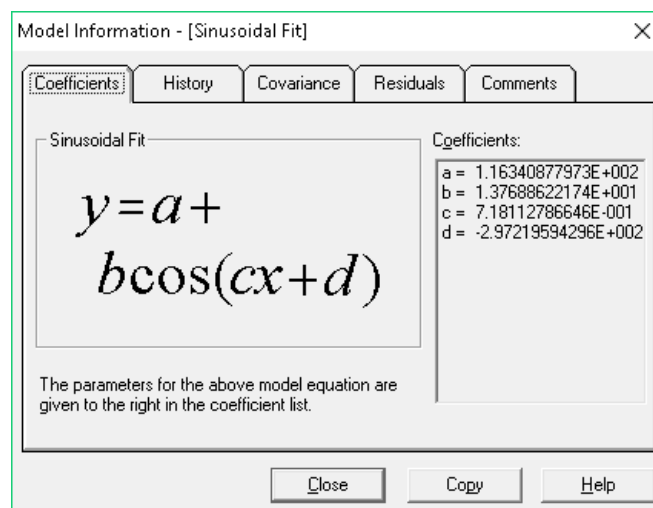 Model Information - [Sinusoidal Fit]
Coefficients History Covariance Residuals Comments
Sinusoidal Fit
y=a+
bcos(cx+d)
The parameters for the above model equation are
given to the right in the coefficient list.
Coefficients:
a = 1.16340877973E+002
b = 1.37688622174E+001
c = 7.18112786646E-001
d = -2.97219594296E+002
Close Copy Help